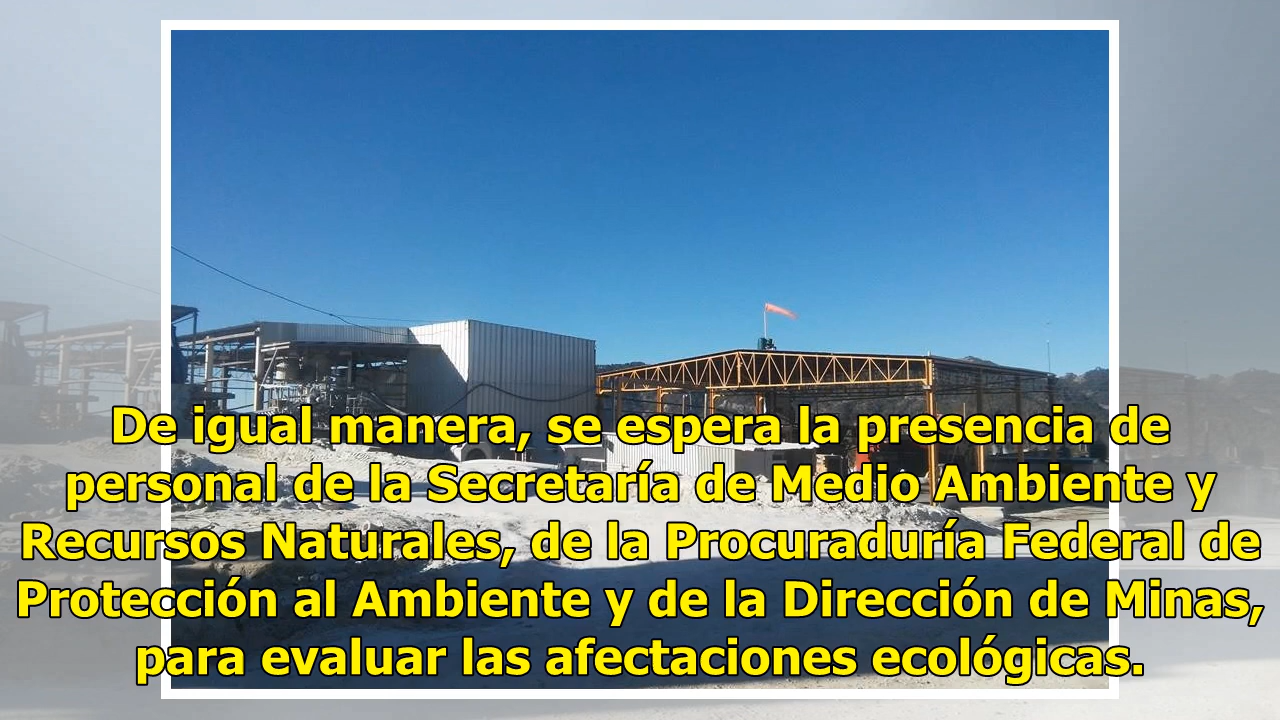 De igual manera, se espera la presencia de
personal de la Secretaría de Medio Ambiente y
Recursos Naturales, de la Procuraduría Federal de
Protección al Ambiente y de la Dirección de Minas,
para evaluar las afectaciones ecológicas.